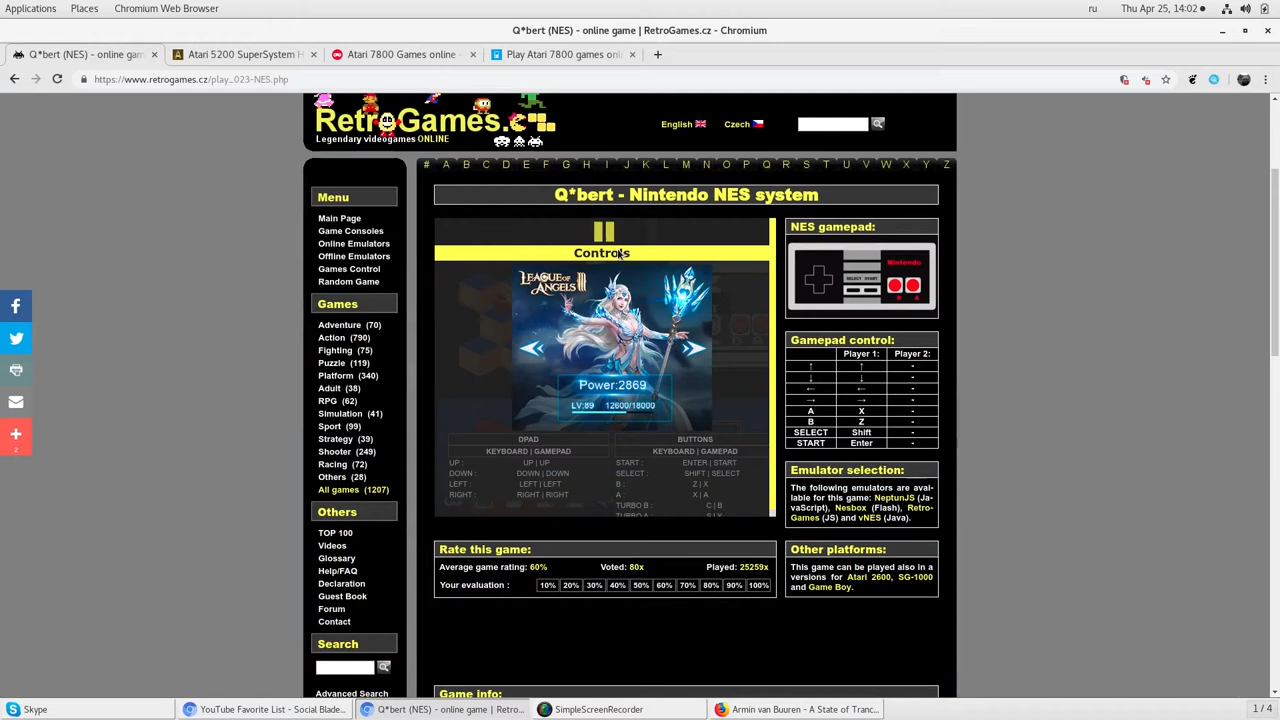 Applications Places Chromium Web Browser ru Thu Apr 25, 14:02
Q*bert (NES) - online game | RetroGames.cz - Chromium
Q*bert (NES) - online gam Atari 5200 SuperSystem H Atari 7800 Games online - Play Atari 7800 games onl
https://www.retrogames.cz/play_023-NES.php
RetroGames.cz
Legendary videogames ONLINE
English Czech
# A B C D E F G H I J K L M N O P Q R S T U V W X Y Z
Menu
Main Page
Game Consoles
Online Emulators
Offline Emulators
Games Control
Random Game
Games
Adventure (70)
Action (790)
Fighting (75)
Puzzle (119)
Platform (340)
Adult (38)
RPG (62)
Simulation (41)
Sport (99)
Strategy (39)
Shooter (249)
Racing (72)
Others (28)
All games (1207)
Others
TOP 100
Videos
Glossary
Help/FAQ
Declaration
Guest Book
Forum
Contact
Search
Advanced Search
2
Q*bert - Nintendo NES system
Controls
LEAGUE OF ANGELS III
Power:2869
LV:89 12600/18000
DPAD BUTTONS
KEYBOARD | GAMEPAD KEYBOARD | GAMEPAD
UP : UP | UP START : ENTER | START
DOWN : DOWN | DOWN SELECT : SHIFT | SELECT
LEFT : LEFT | LEFT B : Z | X
RIGHT : RIGHT | RIGHT A : X | A
TURBO B : C | B
TURBO A : S | Y
Rate this game:
Average game rating: 60% Voted: 80x Played: 25259x
Your evaluation : 10% 20% 30% 40% 50% 60% 70% 80% 90% 100%
Game info:
NES gamepad:
Nintendo
SELECT START
B A
Gamepad control:
Player 1: Player 2:
↑ ↑ -
↓ ↓ -
← ← -
→ → -
A X -
B Z -
SELECT Shift -
START Enter -
Emulator selection:
The following emulators are avai-
lable for this game: NeptunJS (Ja-
vaScript), Nesbox (Flash), Retro-
Games (JS) and vNES (Java).
Other platforms:
This game can be played also in a
versions for Atari 2600, SG-1000
and Game Boy.
Skype YouTube Favorite List - Social Blade... Q*bert (NES) - online game | Retro... SimpleScreenRecorder Armin van Buuren - A State of Tranc... 1 / 4